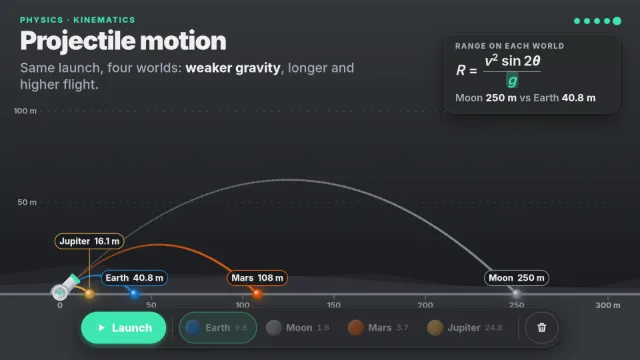 PHYSICS · KINEMATICS
Projectile motion
Same launch, four worlds: weaker gravity, longer and
higher flight.
RANGE ON EACH WORLD
R = v² sin 2θ / g
Moon 250 m vs Earth 40.8 m
100 m
50 m
Jupiter 16.1 m
Earth 40.8 m
Mars 108 m
Moon 250 m
0 50 100 150 200 250 300 m
Launch
Earth 9.8
Moon 1.6
Mars 3.7
Jupiter 24.8